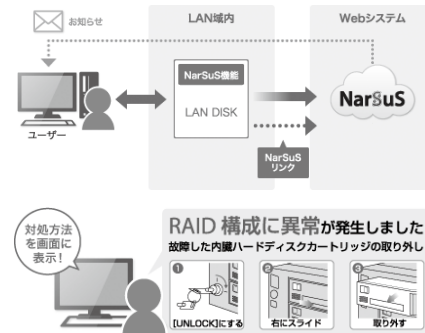 お知らせ
LAN域内
Webシステム
NarSuS機能
LAN DISK
NarSuS
ユーザー
NarSuS
リンク
対処方法
を画面に
表示!
RAID 構成に異常が発生しました
故障した内臓ハードディスクカートリッジの取り外し
1
2
3
[UNLOCK]にする
右にスライド
取り外す